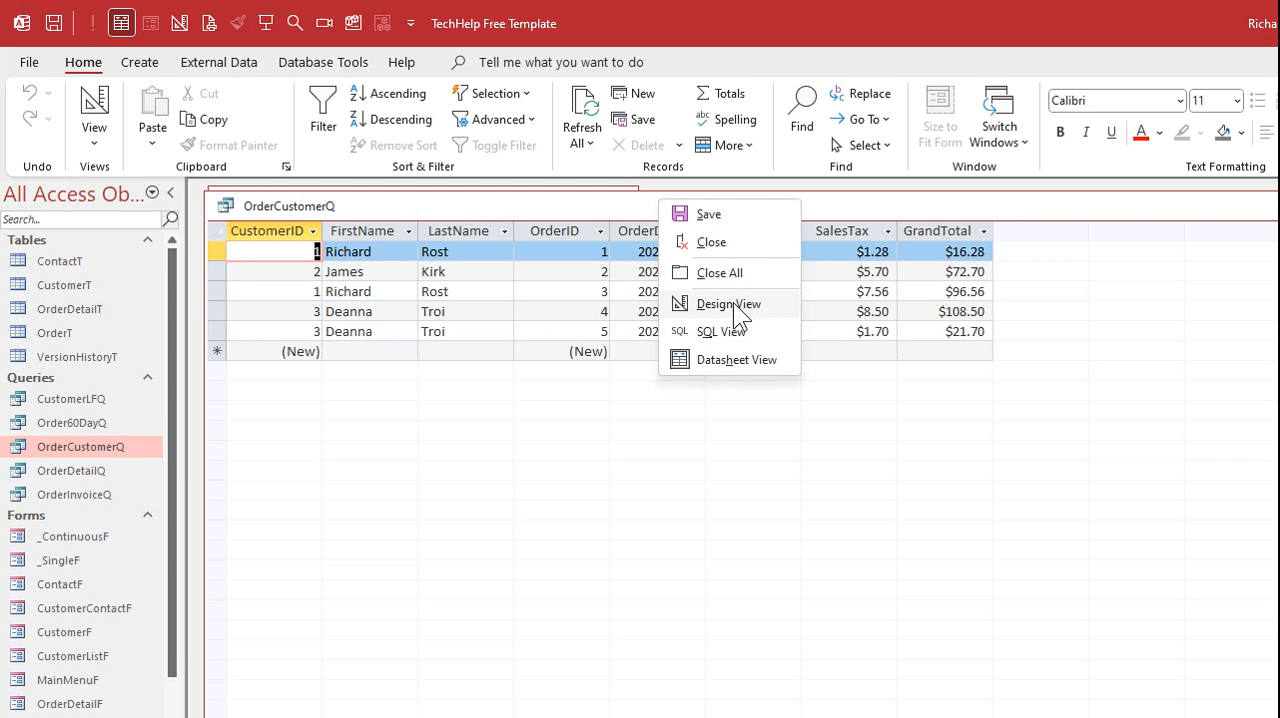 TechHelp Free Template
Richa
File Home Create External Data Database Tools Help Tell me what you want to do
View
Paste
Cut
Copy
Format Painter
Filter
Ascending
Descending
Remove Sort
Selection
Advanced
Toggle Filter
Refresh
All
New
Save
Delete
Totals
Spelling
More
Find
Replace
Go To
Select
Size to
Fit Form
Switch
Windows
Calibri 11
B I U A
Undo Views Clipboard Sort & Filter Records Find Window Text Formatting
All Access Ob...
Search...
Tables
ContactT
CustomerT
OrderDetailT
OrderT
VersionHistoryT
Queries
CustomerLFQ
Order60DayQ
OrderCustomerQ
OrderDetailQ
OrderInvoiceQ
Forms
_ContinuousF
_SingleF
ContactF
CustomerContactF
CustomerF
CustomerListF
MainMenuF
OrderDetailF
OrderCustomerQ
CustomerID FirstName LastName OrderID OrderD SalesTax GrandTotal
1 Richard Rost 1 202 $1.28 $16.28
2 James Kirk 2 202 $5.70 $72.70
1 Richard Rost 3 202 $7.56 $96.56
3 Deanna Troi 4 202 $8.50 $108.50
3 Deanna Troi 5 202 $1.70 $21.70
* (New) (New)
Save
Close
Close All
Design View
SQL SQL View
Datasheet View